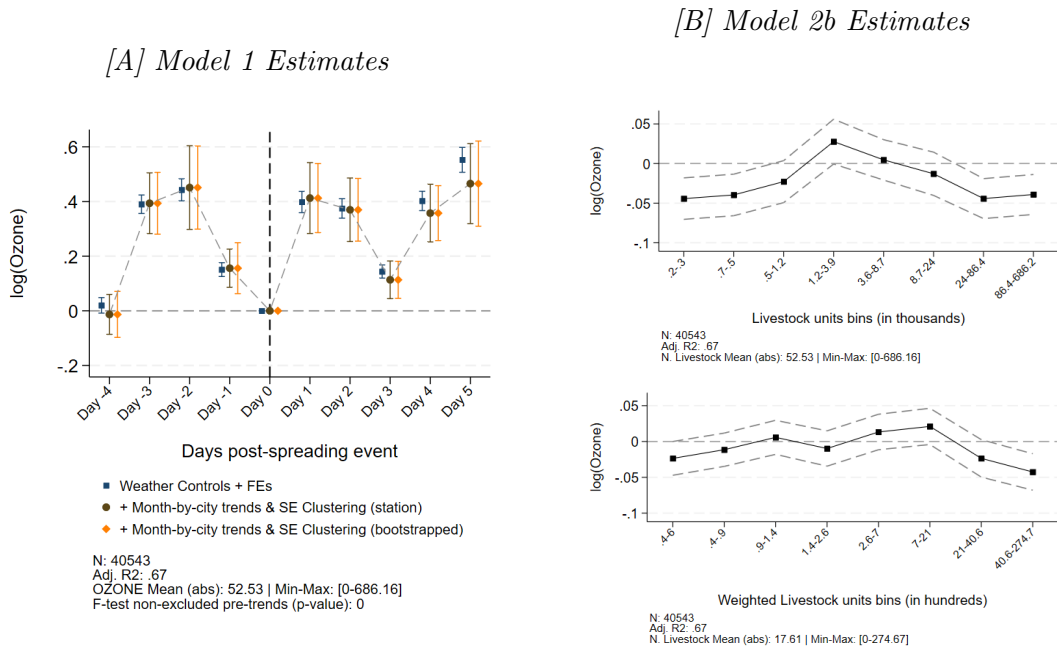 [A] Model 1 Estimates
log(Ozone)
.6
.4
.2
0
-.2
Day -4
Day -3
Day -2
Day -1
Day 0
Day 1
Day 2
Day 3
Day 4
Day 5
Days post-spreading event
Weather Controls + FEs
+ Month-by-city trends & SE Clustering (station)
+ Month-by-city trends & SE Clustering (bootstrapped)
N: 40543
Adj. R2: .67
OZONE Mean (abs): 52.53 | Min-Max: [0-686.16]
F-test non-excluded pre-trends (p-value): 0
[B] Model 2b Estimates
log(Ozone)
.05
0
-.05
-.1
.2-.3
.7-.5
.5-1.2
1.2-3.9
3.6-8.7
8.7-24
24-86.4
86.4-686.2
Livestock units bins (in thousands)
N: 40543
Adj. R2: .67
N. Livestock Mean (abs): 52.53 | Min-Max: [0-686.16]
log(Ozone)
.05
0
-.05
-.1
.4-6
.4-.9
.9-1.4
1.4-2.6
2.6-7
7-21
21-40.6
40.6-274.7
Weighted Livestock units bins (in hundreds)
N: 40543
Adj. R2: .67
N. Livestock Mean (abs): 17.61 | Min-Max: [0-274.67]